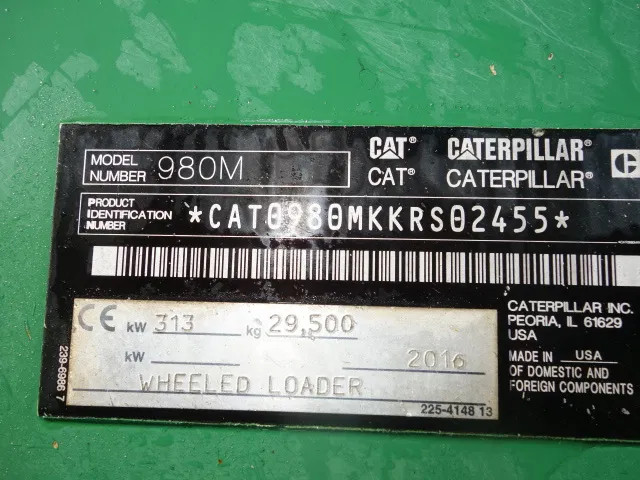 MODEL NUMBER 980M
CAT® CATERPILLAR®
CAT® CATERPILLAR®
PRODUCT IDENTIFICATION NUMBER *CAT0980MKKRS02455*
CE kW 313 kg 29,500
kW 2016
WHEELED LOADER
225-4148 13
239-6986 7
CATERPILLAR INC.
PEORIA, IL 61629
USA
MADE IN USA
OF DOMESTIC AND
FOREIGN COMPONENTS